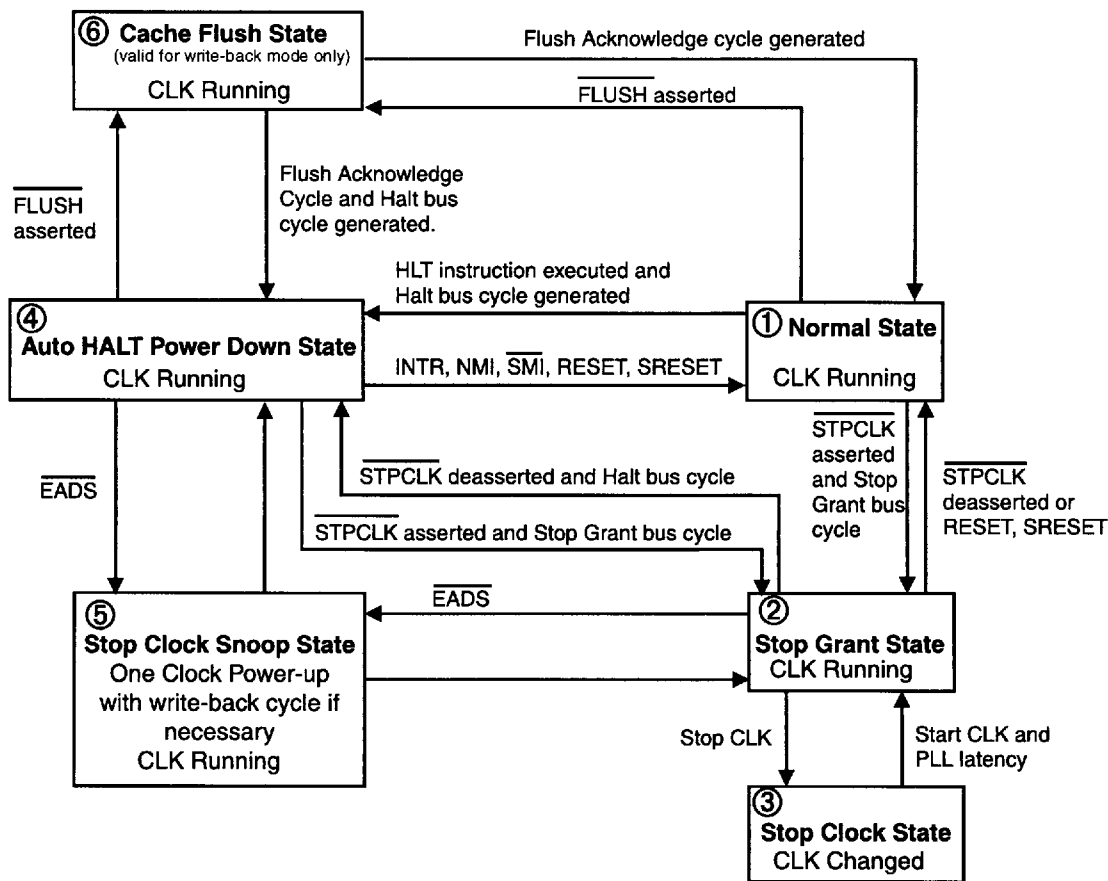 ⑥ Cache Flush State
(valid for write-back mode only)
CLK Running
Flush Acknowledge cycle generated
FLUSH asserted
FLUSH
asserted
Flush Acknowledge
Cycle and Halt bus
cycle generated.
HLT instruction executed and
Halt bus cycle generated
④
Auto HALT Power Down State
CLK Running
① Normal State
CLK Running
INTR, NMI, SMI, RESET, SRESET
EADS
STPCLK deasserted and Halt bus cycle
STPCLK asserted and Stop Grant bus cycle
STPCLK
asserted
and Stop
Grant bus
cycle
STPCLK
deasserted or
RESET, SRESET
EADS
⑤
Stop Clock Snoop State
One Clock Power-up
with write-back cycle if
necessary
CLK Running
②
Stop Grant State
CLK Running
Stop CLK
Start CLK and
PLL latency
③
Stop Clock State
CLK Changed